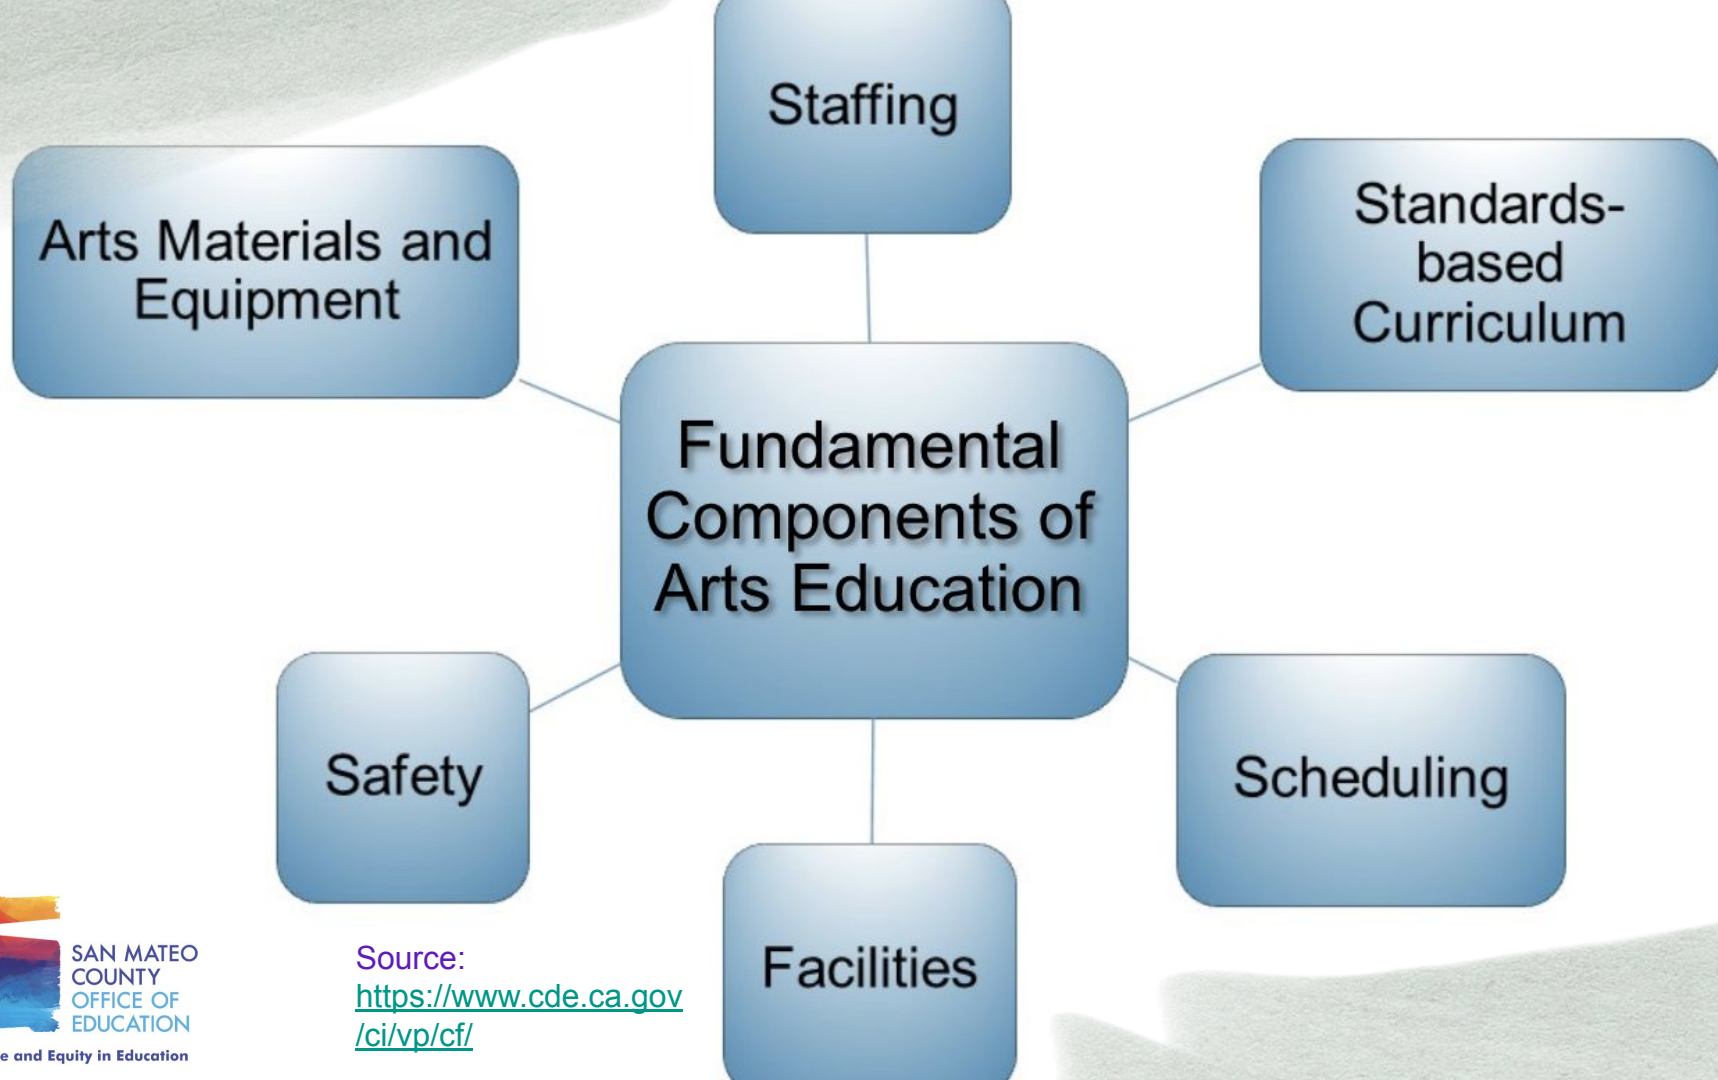 Staffing
Arts Materials and
Equipment
Standards-
based
Curriculum
Fundamental
Components of
Arts Education
Safety
Scheduling
Facilities
SAN MATEO
COUNTY
OFFICE OF
EDUCATION
and Equity in Education
Source:
https://www.cde.ca.gov
/ci/vp/cf/